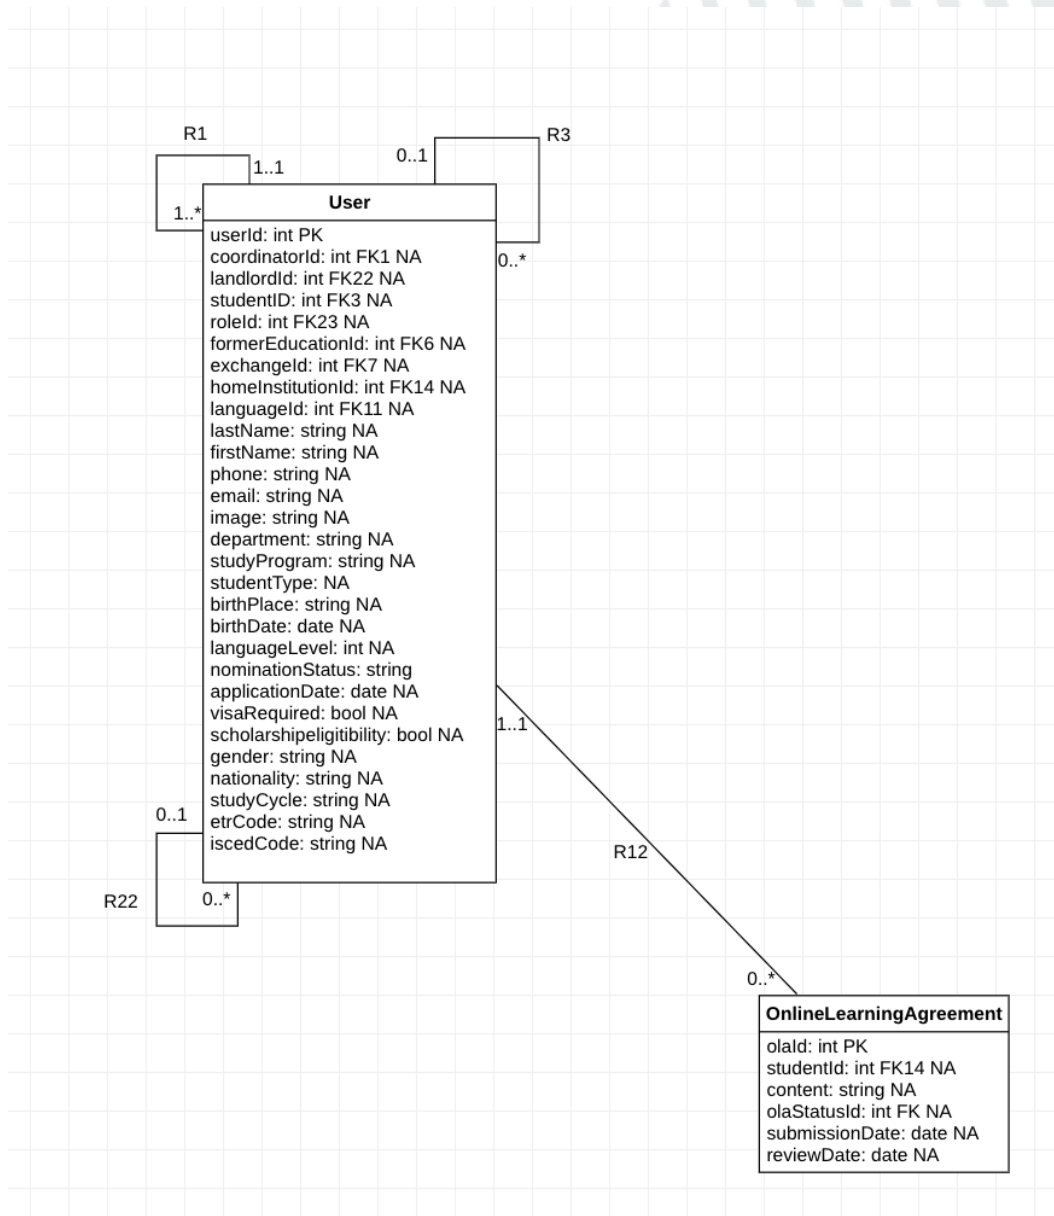 R1
R3
0..1
1..1
1..*
User
0..*
userId: int PK
coordinatorId: int FK1 NA
landlordId: int FK22 NA
studentID: int FK3 NA
roleId: int FK23 NA
formerEducationId: int FK6 NA
exchangeId: int FK7 NA
homeInstitutionId: int FK14 NA
languageId: int FK11 NA
lastName: string NA
firstName: string NA
phone: string NA
email: string NA
image: string NA
department: string NA
studyProgram: string NA
studentType: NA
birthPlace: string NA
birthDate: date NA
languageLevel: int NA
nominationStatus: string
applicationDate: date NA
visaRequired: bool NA
scholarshipeligitibility: bool NA
gender: string NA
nationality: string NA
studyCycle: string NA
etrCode: string NA
iscedCode: string NA
1..1
0..1
R12
R22
0..*
0..*
OnlineLearningAgreement
olaId: int PK
studentId: int FK14 NA
content: string NA
olaStatusId: int FK NA
submissionDate: date NA
reviewDate: date NA